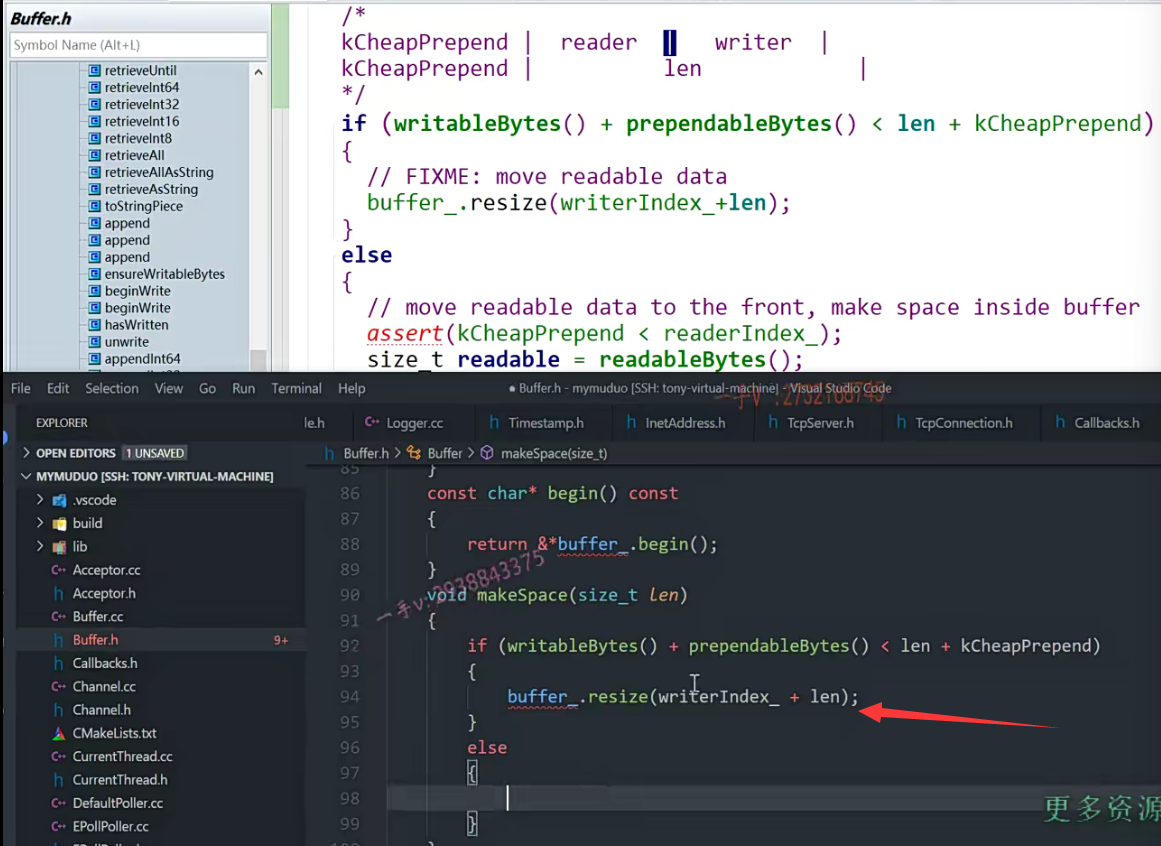 Buffer.h
Symbol Name (Alt+L)
retrieveUntil
retrieveInt64
retrieveInt32
retrieveInt16
retrieveInt8
retrieveAll
retrieveAllAsString
retrieveAsString
toStringPiece
append
append
append
ensureWritableBytes
beginWrite
beginWrite
hasWritten
unwrite
appendInt64
/*
kCheapPrepend | reader | writer |
kCheapPrepend | len |
*/
if (writableBytes() + prependableBytes() < len + kCheapPrepend)
{
// FIXME: move readable data
buffer_.resize(writerIndex_+len);
}
else
{
// move readable data to the front, make space inside buffer
assert(kCheapPrepend < readerIndex_);
size_t readable = readableBytes();
File Edit Selection View Go Run Terminal Help
● Buffer.h - mymuduo [SSH: tony-virtual-machine] - Visual Studio Code
一手V:2732168743
EXPLORER
le.h Logger.cc Timestamp.h InetAddress.h TcpServer.h TcpConnection.h Callbacks.h
OPEN EDITORS 1 UNSAVED
MYMUDUO [SSH: TONY-VIRTUAL-MACHINE]
.vscode
build
lib
Acceptor.cc
Acceptor.h
Buffer.cc
Buffer.h 9+
Callbacks.h
Channel.cc
Channel.h
CMakeLists.txt
CurrentThread.cc
CurrentThread.h
DefaultPoller.cc
EPollPoller.cc
Buffer.h > Buffer > makeSpace(size_t)
85 }
86 const char* begin() const
87 {
88 return &*buffer_.begin();
89 }
90 void makeSpace(size_t len)
91 {
92 if (writableBytes() + prependableBytes() < len + kCheapPrepend)
93 {
94 buffer_.resize(writerIndex_ + len);
95 }
96 else
97 {
98
99 }
一手v:2938843375
更多资源